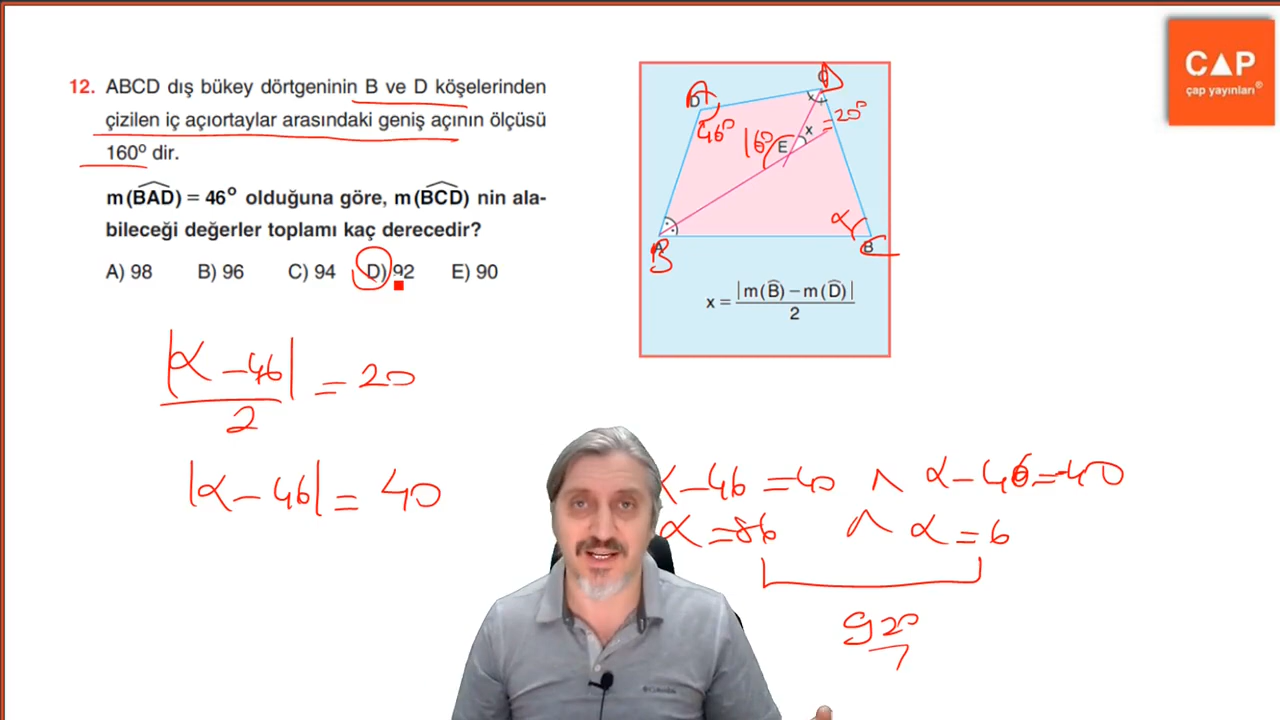 12. ABCD dış bükey dörtgeninin B ve D köşelerinden
çizilen iç açıortaylar arasındaki geniş açının ölçüsü
160° dir.
m(BAD) = 46° olduğuna göre, m(BCD) nin ala-
bileceği değerler toplamı kaç derecedir?
A) 98 B) 96 C) 94 D) 92 E) 90
|α – 46| / 2 = 20
|α – 46| = 40
A
D
46°
160
E
x
x
= 20°
α
B
C
B
x = |m(B) – m(D)| / 2
CAP
çap yayınları®
α – 46 = 40 ∧ α – 46 = -40
α = 86 ∧ α = 6
92°
Columbia